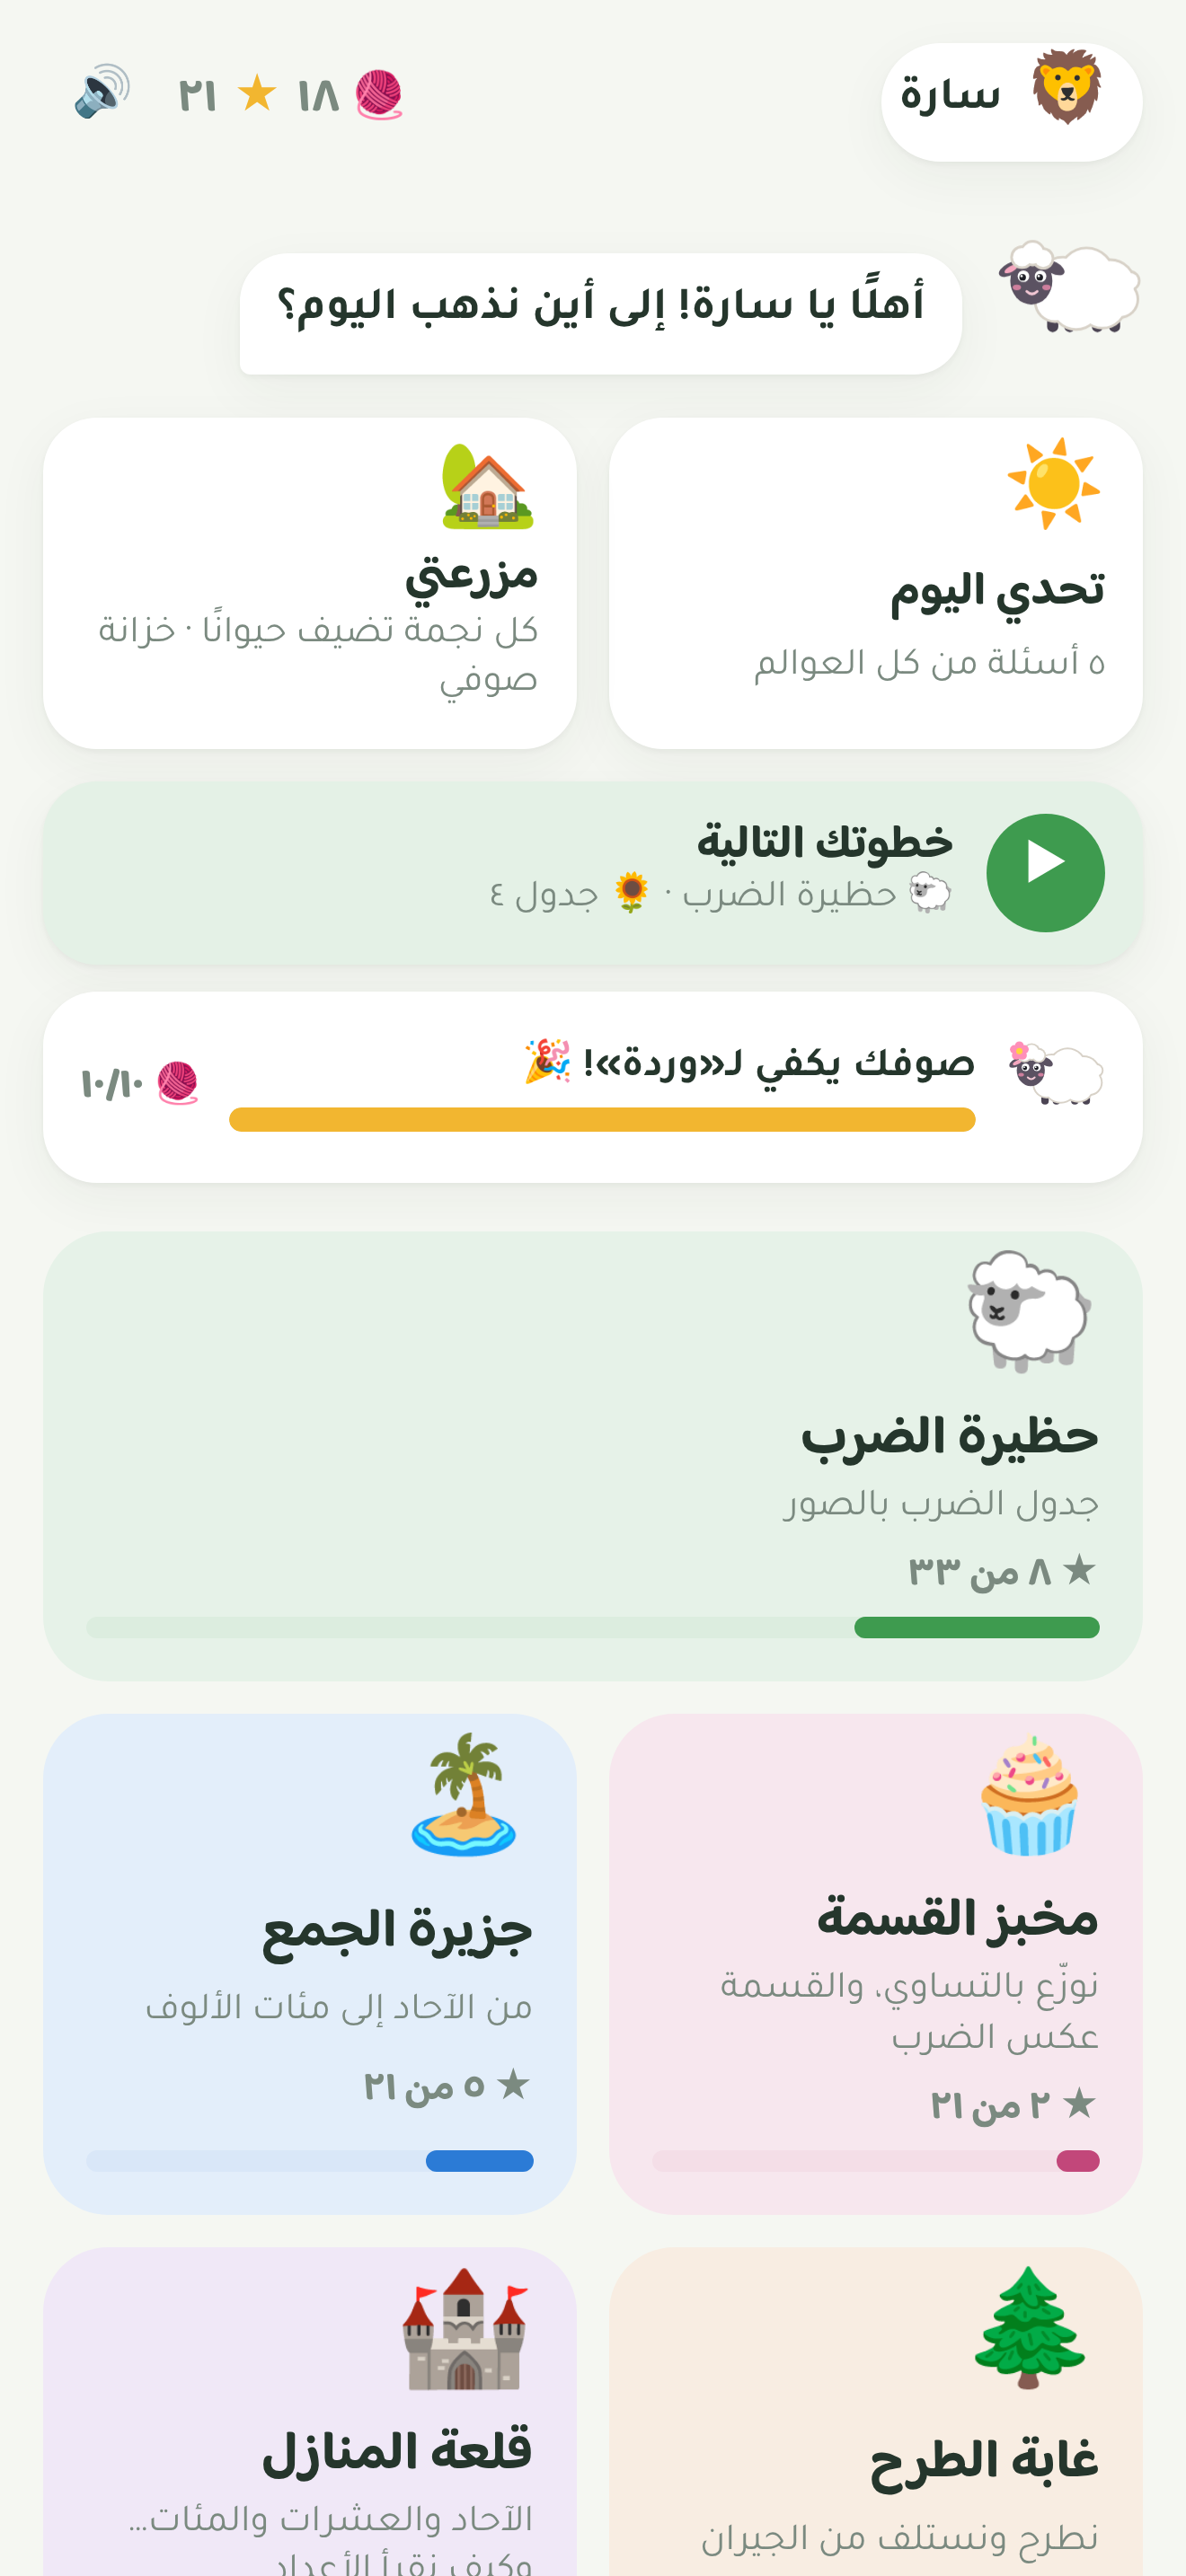 سارة
١٨ ٢١
أهلًا يا سارة! إلى أين نذهب اليوم؟
تحدي اليوم
٥ أسئلة من كل العوالم
مزرعتي
كل نجمة تضيف حيوانًا · خزانة
صوفي
خطوتك التالية
حظيرة الضرب · جدول ٤
صوفك يكفي لـ«وردة»!
١٠/١٠
حظيرة الضرب
جدول الضرب بالصور
★ ٨ من ٣٣
مخبز القسمة
نوزّع بالتساوي، والقسمة
عكس الضرب
★ ٢ من ٢١
جزيرة الجمع
من الآحاد إلى مئات الألوف
★ ٥ من ٢١
غابة الطرح
نطرح ونستلف من الجيران
قلعة المنازل
الآحاد والعشرات والمئات...
وكيف نقرأ الأعداد